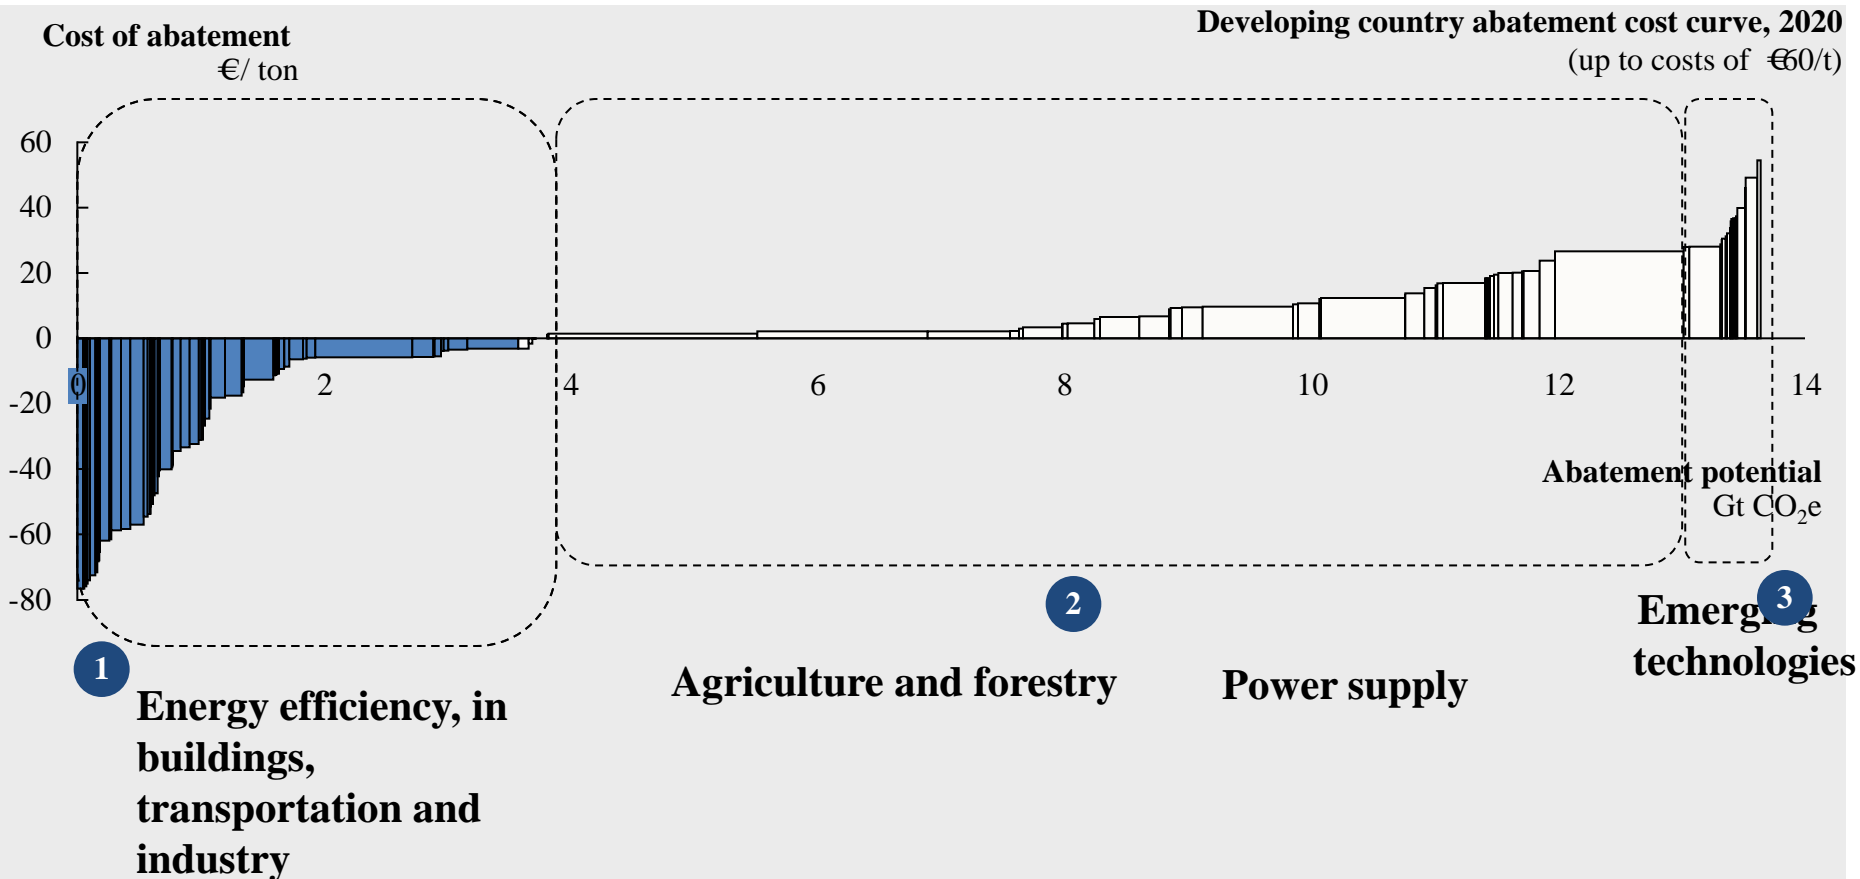 Developing country abatement cost curve, 2020
Cost of abatement
€/ ton
(up to costs of €60/t)
60
40
20
0
0
2
4
6
8
10
12
14
-20
-40
Abatement potential
Gt CO₂e
-60
-80
2
3
Emerging
technologies
1
Agriculture and forestry
Power supply
Energy efficiency, in
buildings,
transportation and
industry